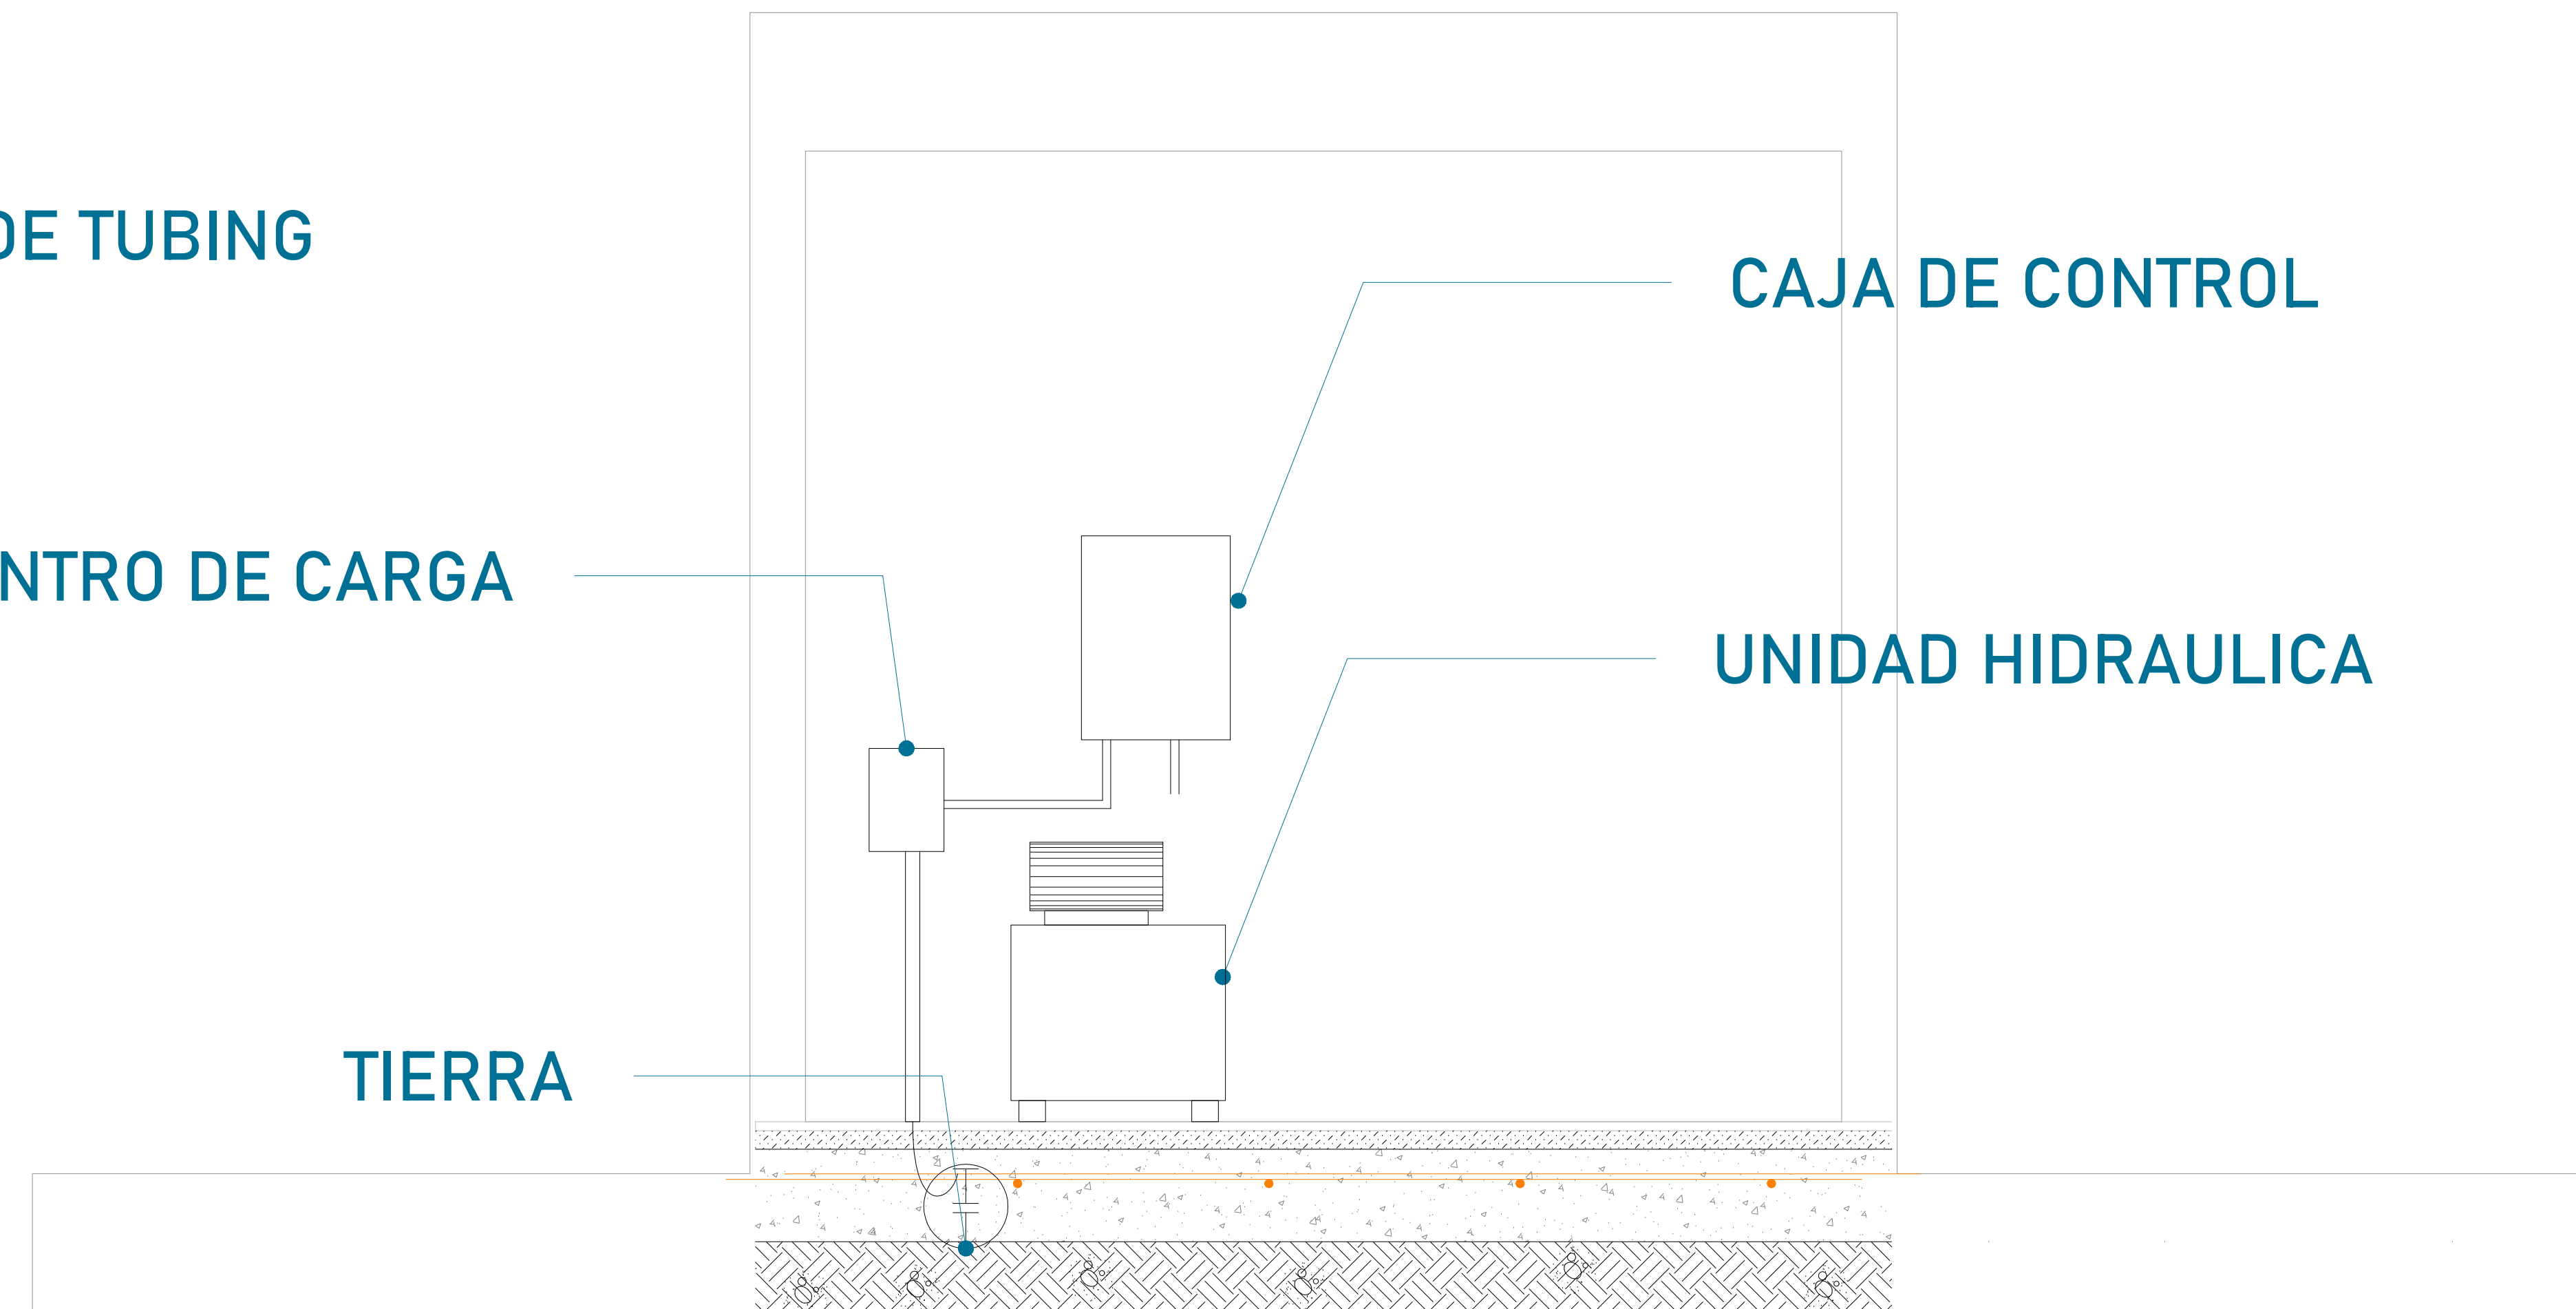 DE TUBING
CAJA DE CONTROL
NTRO DE CARGA
UNIDAD HIDRAULICA
TIERRA